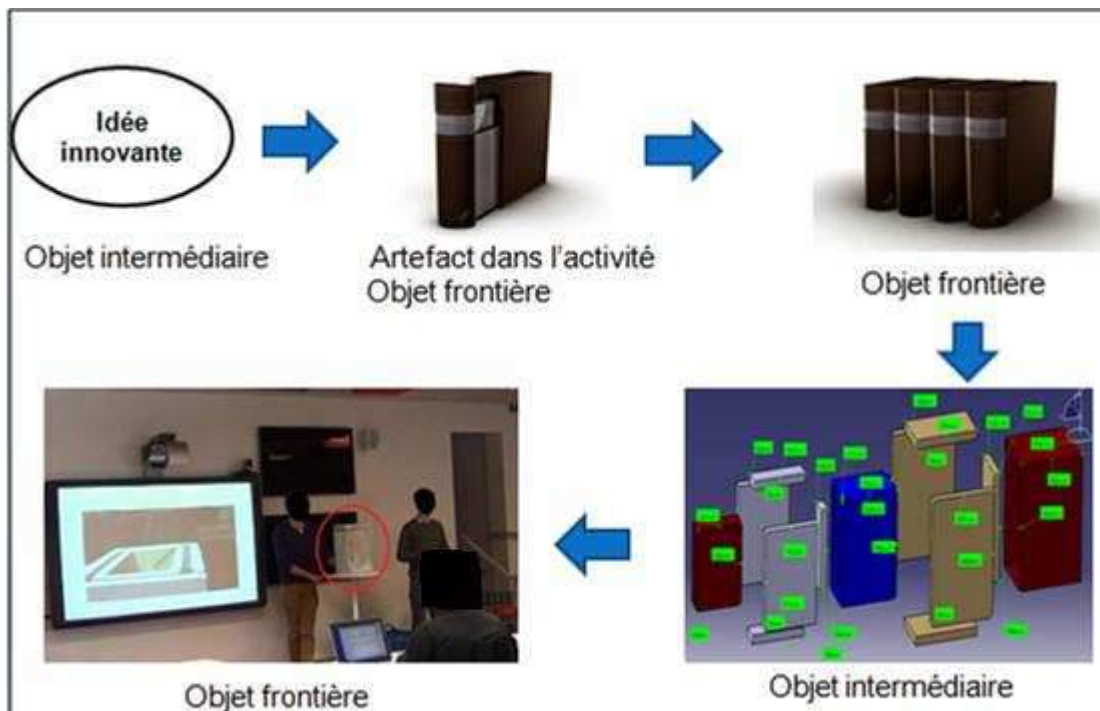 Idée
innovante
Objet intermédiaire
Artefact dans l'activité
Objet frontière
Objet frontière
Objet intermédiaire
Objet frontière